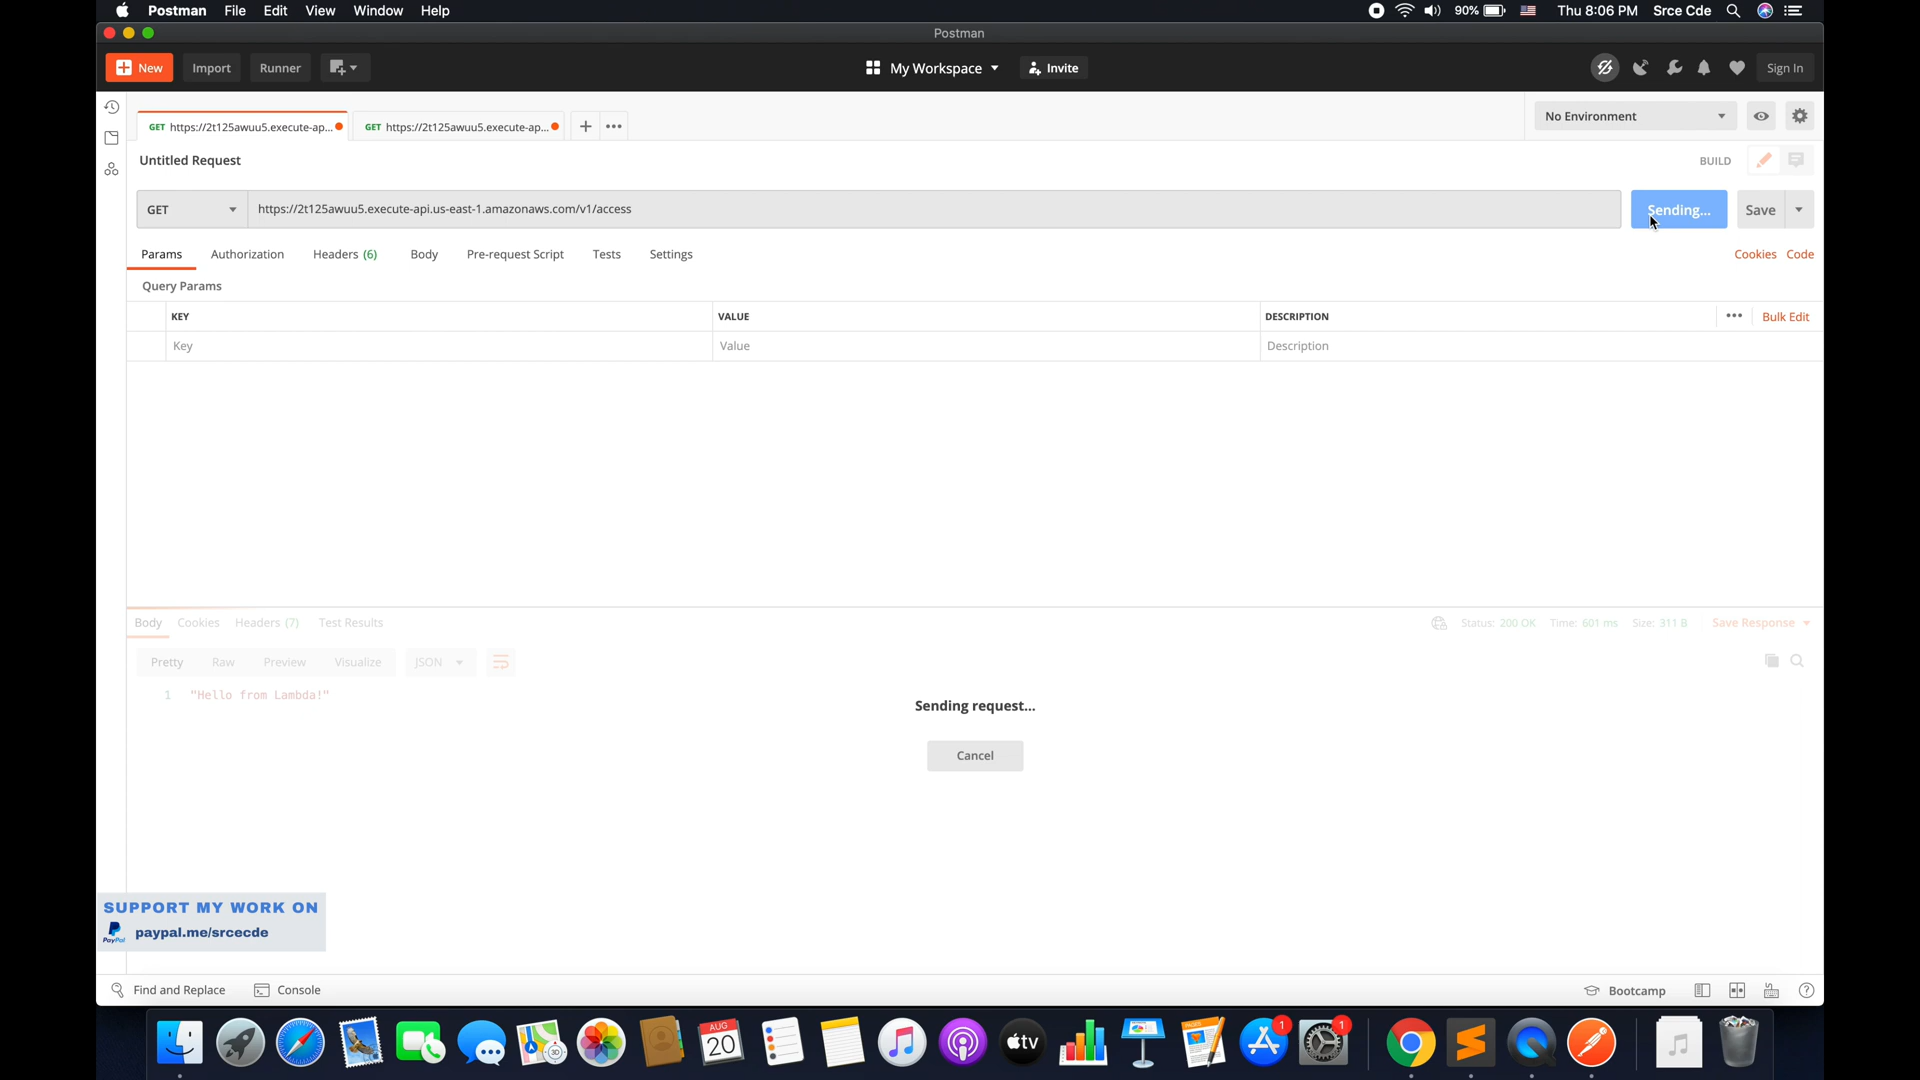 Postman File Edit View Window Help
90% Thu 8:06 PM Srce Cde
Postman
New Import Runner
My Workspace Invite
Sign In
GET https://2t125awuu5.execute-ap...
GET https://2t125awuu5.execute-ap...
No Environment
Untitled Request
BUILD
GET https://2t125awuu5.execute-api.us-east-1.amazonaws.com/v1/access
Sending... Save
Params Authorization Headers (6) Body Pre-request Script Tests Settings
Cookies Code
Query Params
KEY VALUE DESCRIPTION
Bulk Edit
Key Value Description
Body Cookies Headers (7) Test Results
Status: 200 OK Time: 601 ms Size: 311 B Save Response
Pretty Raw Preview Visualize JSON
1 "Hello from Lambda!"
Sending request...
Cancel
SUPPORT MY WORK ON
PayPal paypal.me/srcecde
Find and Replace Console
Bootcamp
3D
AUG
20
tv
PAGES
1
1